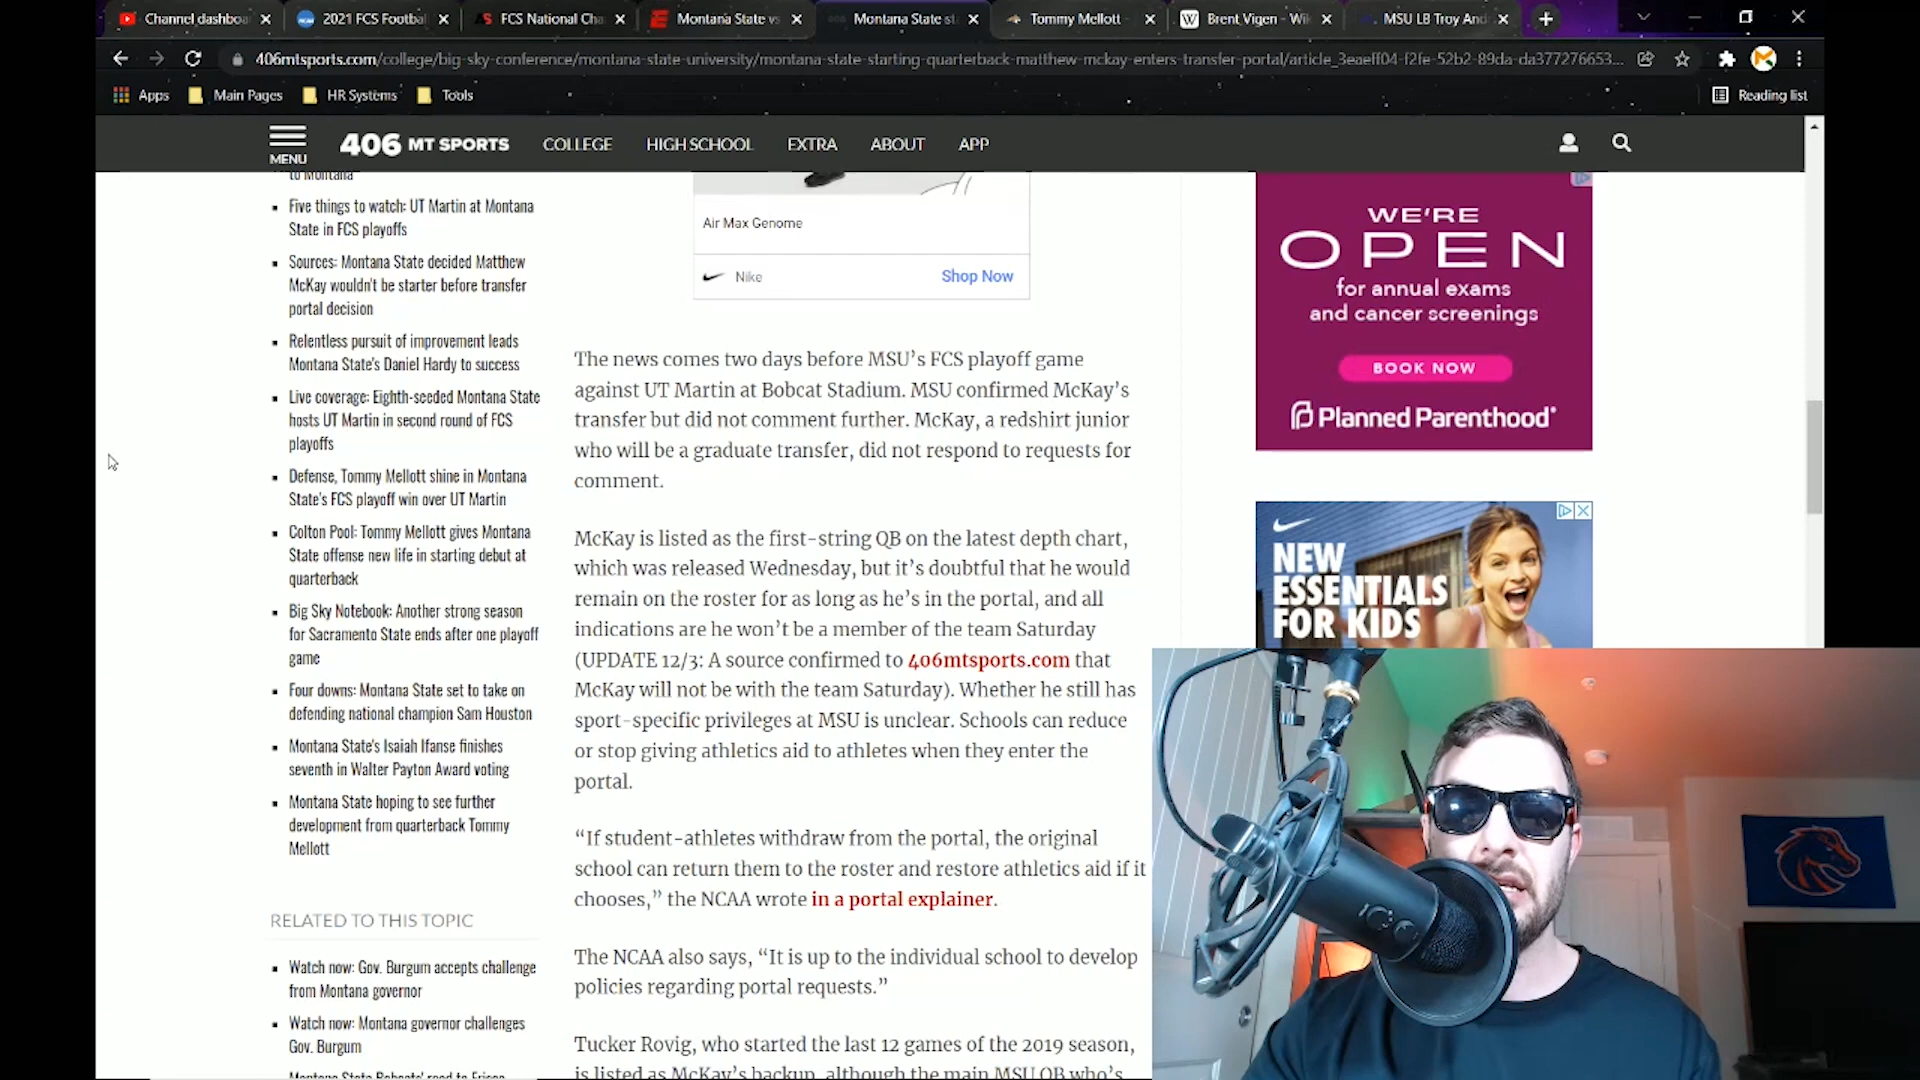 Channel dashboa
2021 FCS Footbal
FCS National Cha
Montana State vs
Montana State st
Tommy Mellott -
Brent Vigen - Wik
MSU LB Troy And
406mtsports.com/college/big-sky-conference/montana-state-university/montana-state-starting-quarterback-matthew-mckay-enters-transfer-portal/article_3eaeff04-f2fe-52b2-89da-da377276653...
Apps
Main Pages
HR Systems
Tools
Reading list
MENU
406 MT SPORTS
COLLEGE
HIGH SCHOOL
EXTRA
ABOUT
APP
to Montana
Five things to watch: UT Martin at Montana
State in FCS playoffs
Sources: Montana State decided Matthew
McKay wouldn't be starter before transfer
portal decision
Relentless pursuit of improvement leads
Montana State's Daniel Hardy to success
Live coverage: Eighth-seeded Montana State
hosts UT Martin in second round of FCS
playoffs
Defense, Tommy Mellott shine in Montana
State's FCS playoff win over UT Martin
Colton Pool: Tommy Mellott gives Montana
State offense new life in starting debut at
quarterback
Big Sky Notebook: Another strong season
for Sacramento State ends after one playoff
game
Four downs: Montana State set to take on
defending national champion Sam Houston
Montana State's Isaiah Ifanse finishes
seventh in Walter Payton Award voting
Montana State hoping to see further
development from quarterback Tommy
Mellott
RELATED TO THIS TOPIC
Watch now: Gov. Burgum accepts challenge
from Montana governor
Watch now: Montana governor challenges
Gov. Burgum
Montana State Bobcats' road to Frisco
Air Max Genome
Nike
Shop Now
The news comes two days before MSU’s FCS playoff game
against UT Martin at Bobcat Stadium. MSU confirmed McKay’s
transfer but did not comment further. McKay, a redshirt junior
who will be a graduate transfer, did not respond to requests for
comment.
McKay is listed as the first-string QB on the latest depth chart,
which was released Wednesday, but it’s doubtful that he would
remain on the roster for as long as he’s in the portal, and all
indications are he won’t be a member of the team Saturday
(UPDATE 12/3: A source confirmed to 406mtsports.com that
McKay will not be with the team Saturday). Whether he still has
sport-specific privileges at MSU is unclear. Schools can reduce
or stop giving athletics aid to athletes when they enter the
portal.
“If student-athletes withdraw from the portal, the original
school can return them to the roster and restore athletics aid if it
chooses,” the NCAA wrote in a portal explainer.
The NCAA also says, “It is up to the individual school to develop
policies regarding portal requests.”
Tucker Rovig, who started the last 12 games of the 2019 season,
is listed as McKay’s backup, although the main MSU QB who’s
WE'RE
OPEN
for annual exams
and cancer screenings
BOOK NOW
Planned Parenthood
NEW
ESSENTIALS
FOR KIDS